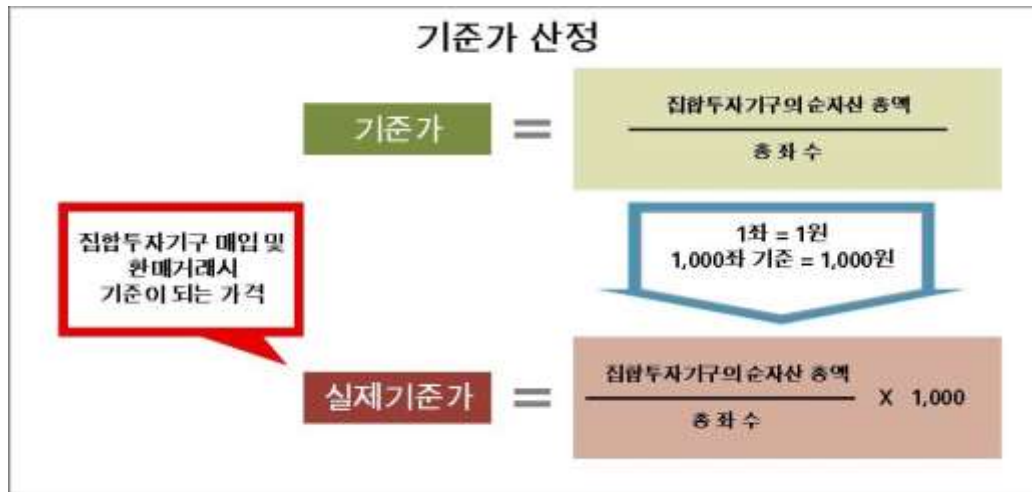 기준가 산정
기준가
=
집합투자기구의 순자산 총액
총 좌 수
집합투자기구 매입 및
환매거래시
기준이 되는 가격
1좌 = 1원
1,000좌 기준 = 1,000원
실제기준가
=
집합투자기구의 순자산 총액
총 좌 수
X 1,000